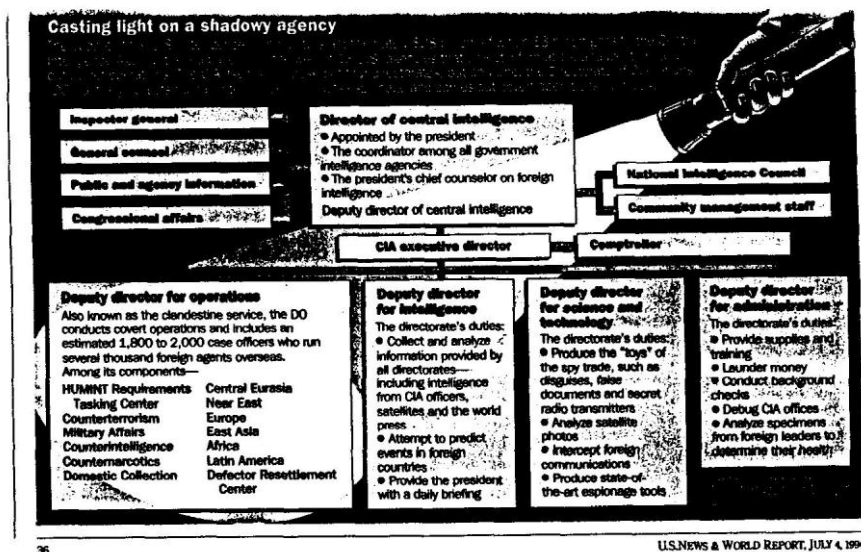 Casting light on a shadowy agency
Inspector general
General counsel
Public and agency information
Congressional affairs
Director of central intelligence
● Appointed by the president
● The coordinator among all government
intelligence agencies
● The president's chief counselor on foreign
intelligence
Deputy director of central intelligence
National Intelligence Council
Community management staff
CIA executive director
Comptroller
Deputy director for operations
Also known as the clandestine service, the DO
conducts covert operations and includes an
estimated 1,800 to 2,000 case officers who run
several thousand foreign agents overseas.
Among its components—
HUMINT Requirements
Tasking Center
Counterterrorism
Military Affairs
Counterintelligence
Counternarcotics
Domestic Collection
Central Eurasia
Near East
Europe
East Asia
Africa
Latin America
Defector Resettlement
Center
Deputy director
for intelligence
The directorate's duties:
● Collect and analyze
information provided by
all directorates—
including intelligence
from CIA officers,
satellites and the world
press
● Attempt to predict
events in foreign
countries
● Provide the president
with a daily briefing
Deputy director
for science and
technology
The directorate's duties:
● Produce the "toys" of
the spy trade, such as
disguises, false
documents and secret
radio transmitters
● Analyze satellite
photos
● Intercept foreign
communications
● Produce state-of-
the-art espionage tools
Deputy director
for administration
The directorate's duties:
● Provide supplies and
training
● Launder money
● Conduct background
checks
● Debug CIA offices
● Analyze specimens
from foreign leaders to
determine their health
36
U.S.NEWS & WORLD REPORT, JULY 4,